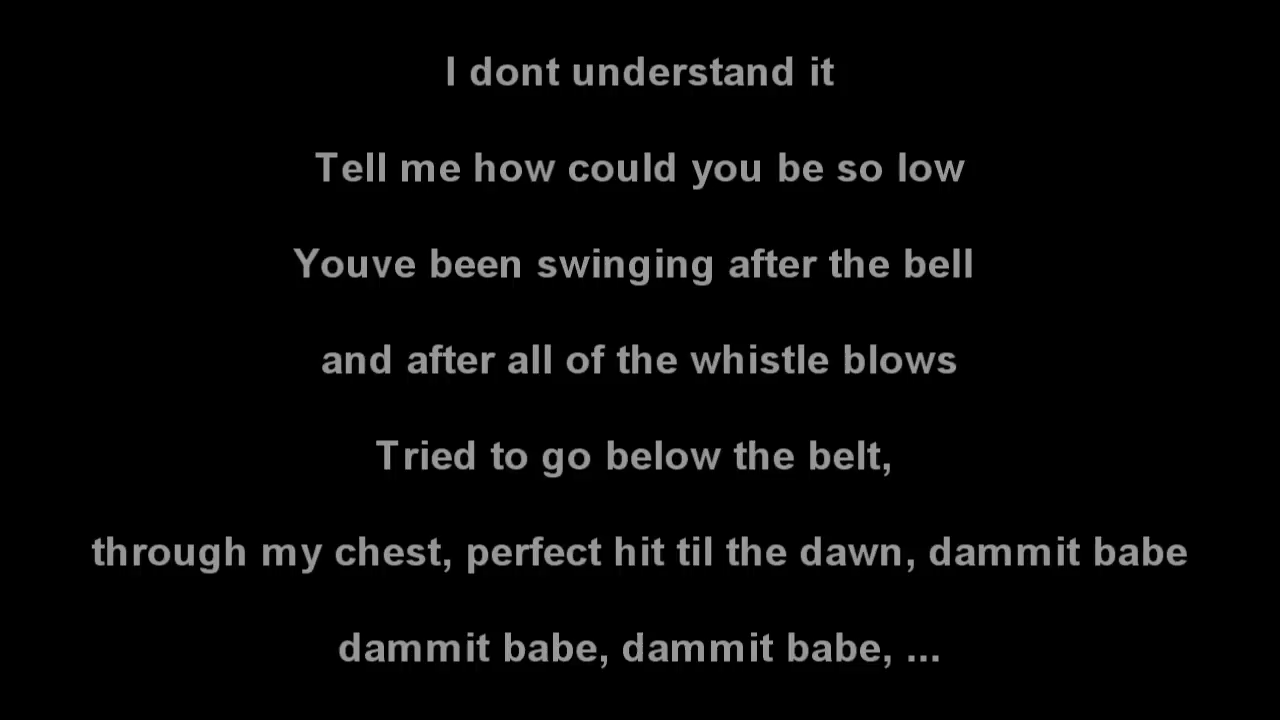 I dont understand it
Tell me how could you be so low
Youve been swinging after the bell
and after all of the whistle blows
Tried to go below the belt,
through my chest, perfect hit til the dawn, dammit babe
dammit babe, dammit babe, ...